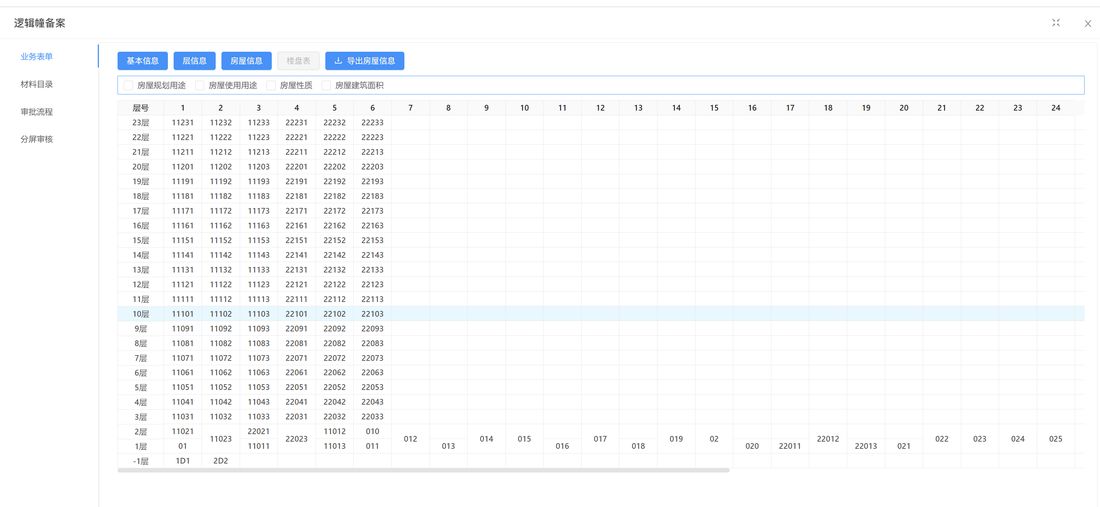 逻辑幢备案
业务表单
材料目录
审批流程
分屏审核
基本信息 层信息 房屋信息 楼盘表 导出房屋信息
房屋规划用途 房屋使用用途 房屋性质 房屋建筑面积
层号 1 2 3 4 5 6 7 8 9 10 11 12 13 14 15 16 17 18 19 20 21 22 23 24
23层 11231 11232 11233 22231 22232 22233
22层 11221 11222 11223 22221 22222 22223
21层 11211 11212 11213 22211 22212 22213
20层 11201 11202 11203 22201 22202 22203
19层 11191 11192 11193 22191 22192 22193
18层 11181 11182 11183 22181 22182 22183
17层 11171 11172 11173 22171 22172 22173
16层 11161 11162 11163 22161 22162 22163
15层 11151 11152 11153 22151 22152 22153
14层 11141 11142 11143 22141 22142 22143
13层 11131 11132 11133 22131 22132 22133
12层 11121 11122 11123 22121 22122 22123
11层 11111 11112 11113 22111 22112 22113
10层 11101 11102 11103 22101 22102 22103
9层 11091 11092 11093 22091 22092 22093
8层 11081 11082 11083 22081 22082 22083
7层 11071 11072 11073 22071 22072 22073
6层 11061 11062 11063 22061 22062 22063
5层 11051 11052 11053 22051 22052 22053
4层 11041 11042 11043 22041 22042 22043
3层 11031 11032 11033 22031 22032 22033
2层 11021 11023 22021 22023 11012 010 012 014 015 017 019 02 22012 022 023 024 025
1层 01 11011 11013 011 013 016 018 020 22011 22013 021
-1层 1D1 2D2